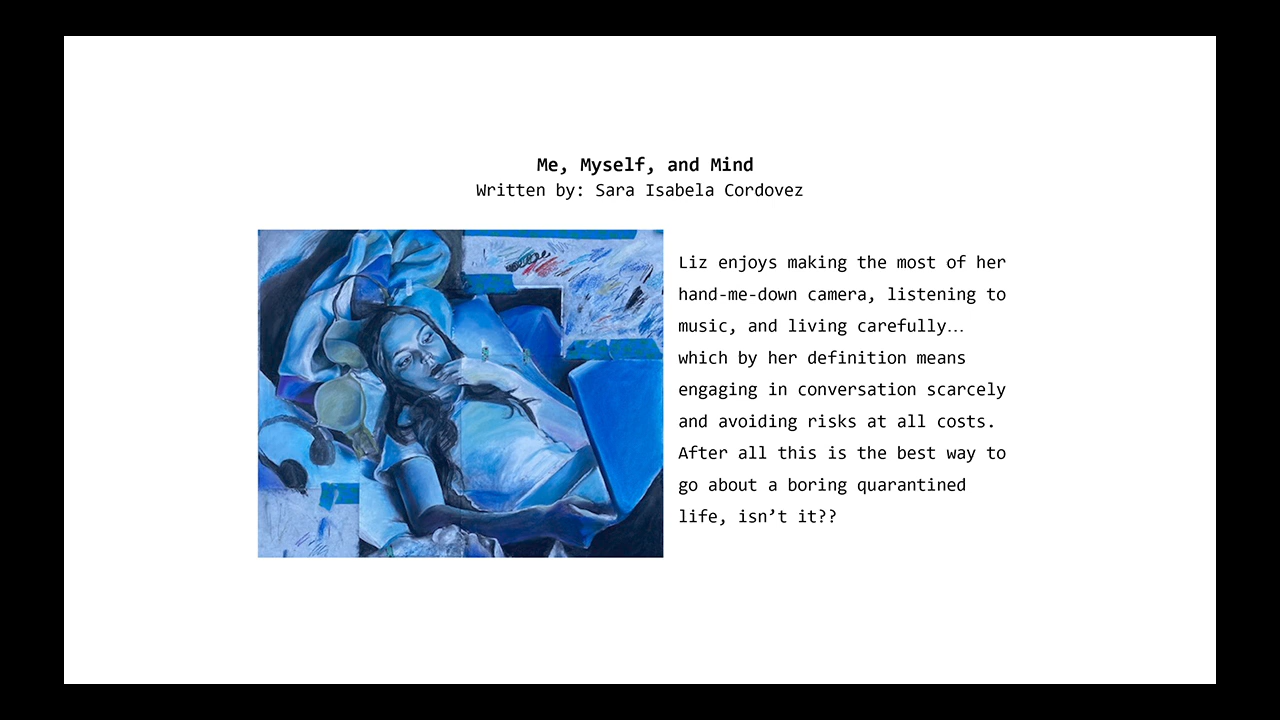 Me, Myself, and Mind
Written by: Sara Isabela Cordovez
Liz enjoys making the most of her
hand-me-down camera, listening to
music, and living carefully…
which by her definition means
engaging in conversation scarcely
and avoiding risks at all costs.
After all this is the best way to
go about a boring quarantined
life, isn’t it??